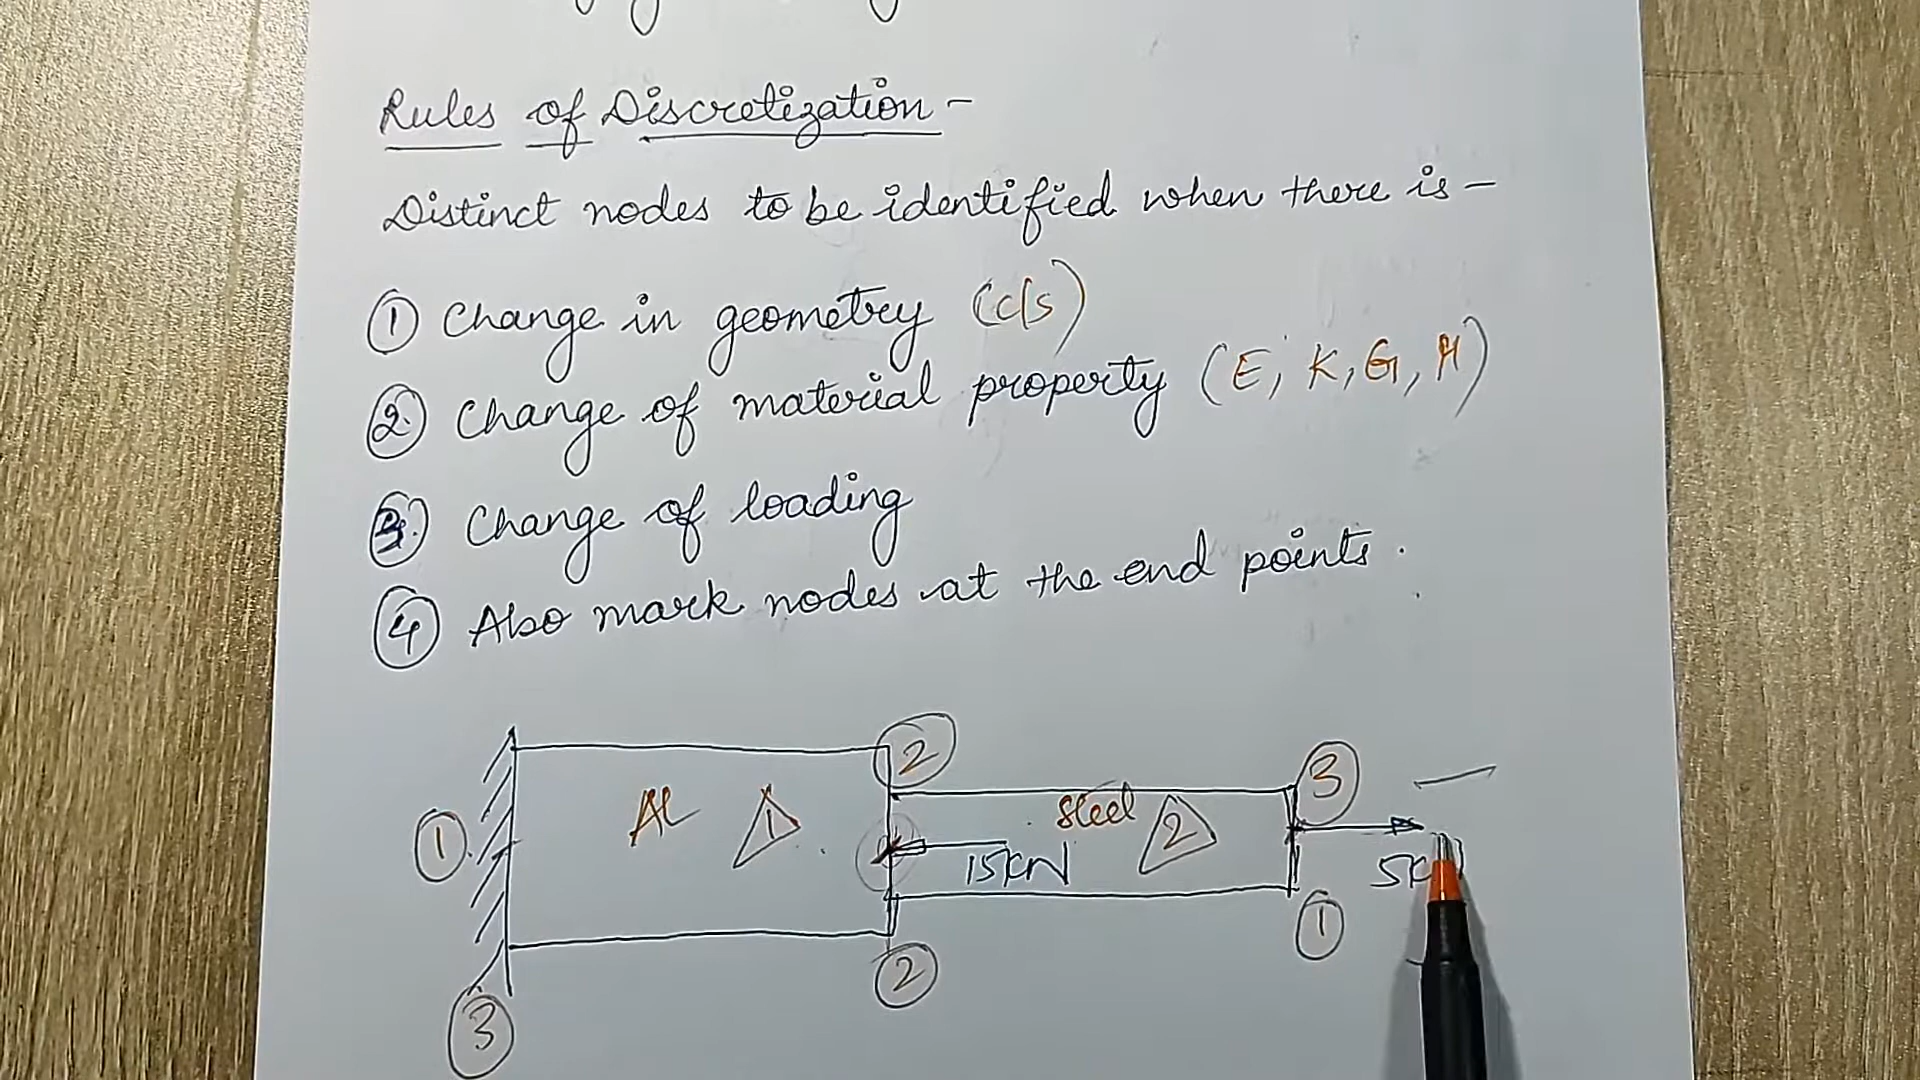 Rules of Discretization -
Distinct nodes to be identified when there is -
① Change in geometry (c/s)
② Change of material property (E, K, G, H)
③ Change of loading
④ Also mark nodes at the end points.
2
3
1
Al
1
Steel
2
15KN
2
1
3